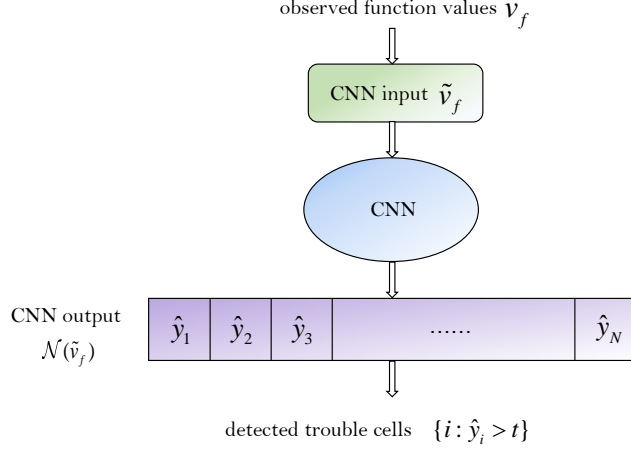 observed function values v_f
CNN input ṽ_f
CNN
CNN output
𝒩(ṽ_f)
ŷ_1 ŷ_2 ŷ_3 …… ŷ_N
detected trouble cells {i : ŷ_i > t}